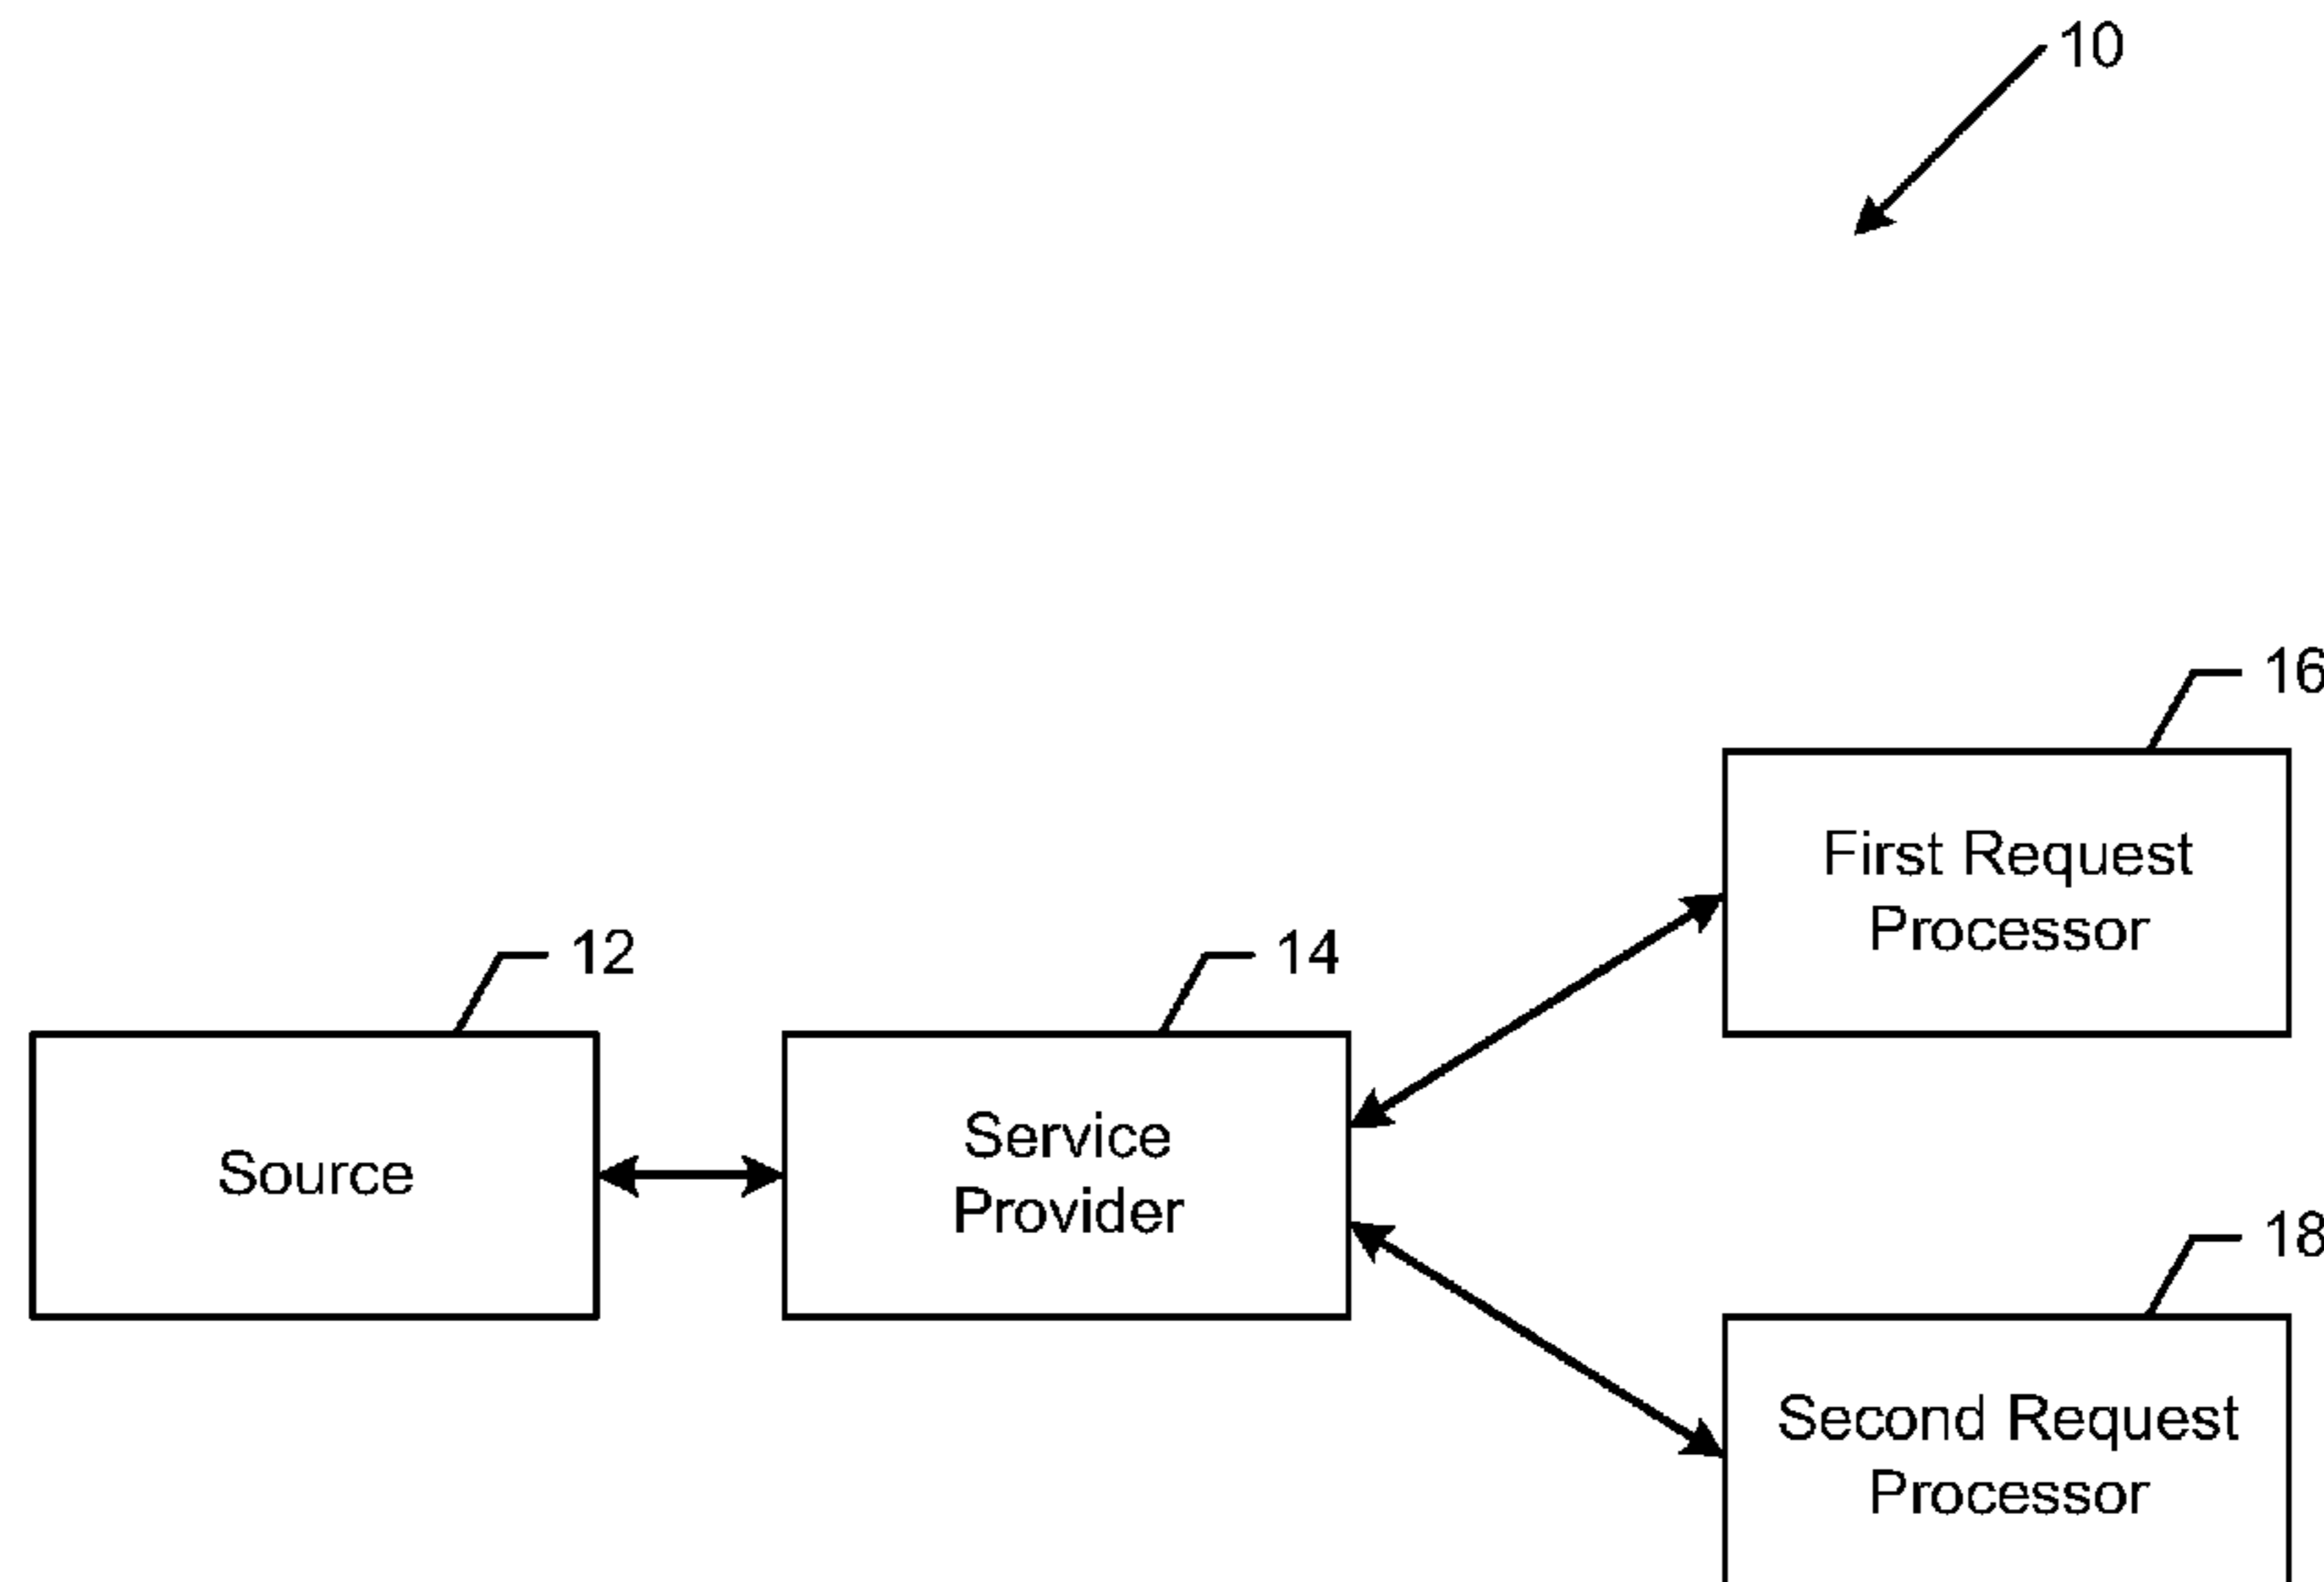 10
16
First Request
Processor
12
14
Source
Service
Provider
18
Second Request
Processor